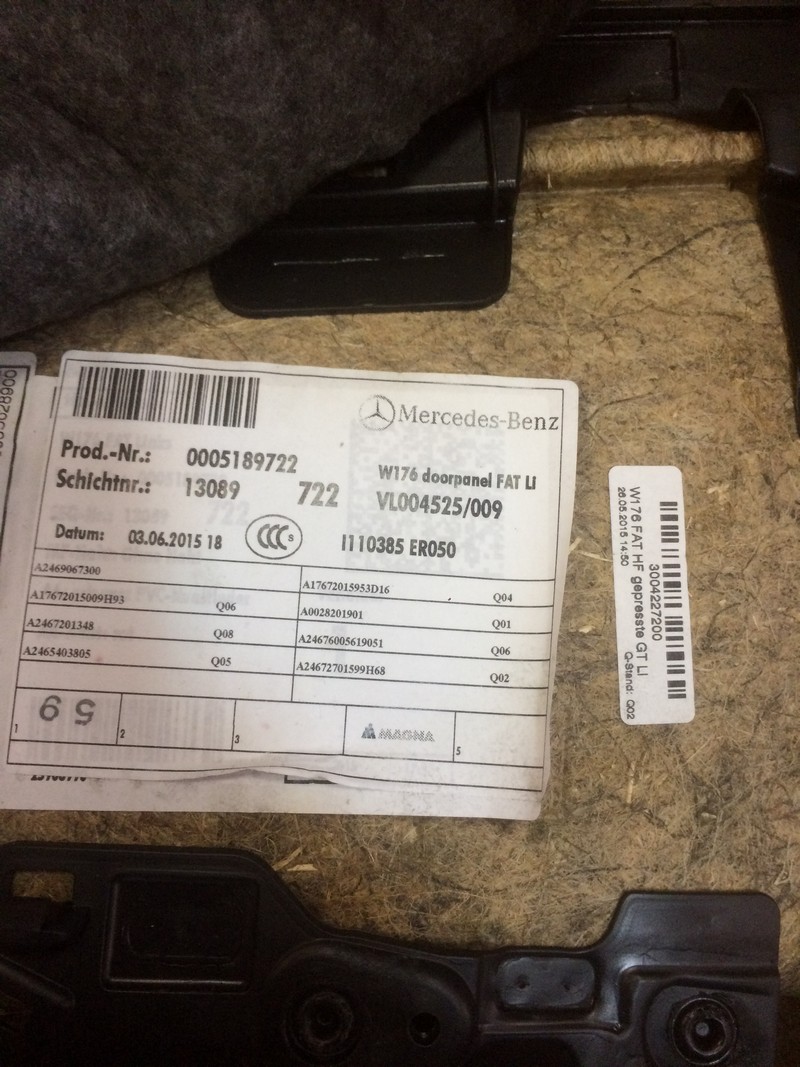 Mercedes-Benz
Prod.-Nr.: 0005189722
Schichtnr.: 13089 722
W176 doorpanel FAT LI
VL004525/009
Datum: 03.06.2015 18
CCC S
I110385 ER050
A2469067300
A17672015009H93 Q06
A2467201348 Q08
A2465403805 Q05
A17672015953D16 Q04
A0028201901 Q01
A24676005619051 Q06
A24672701599H68 Q02
1 59
2
3
MAGNA
5
3004227200
W176 FAT HF gepresste GT LI
26.05.2015 14:50 Q-Stand: Q02